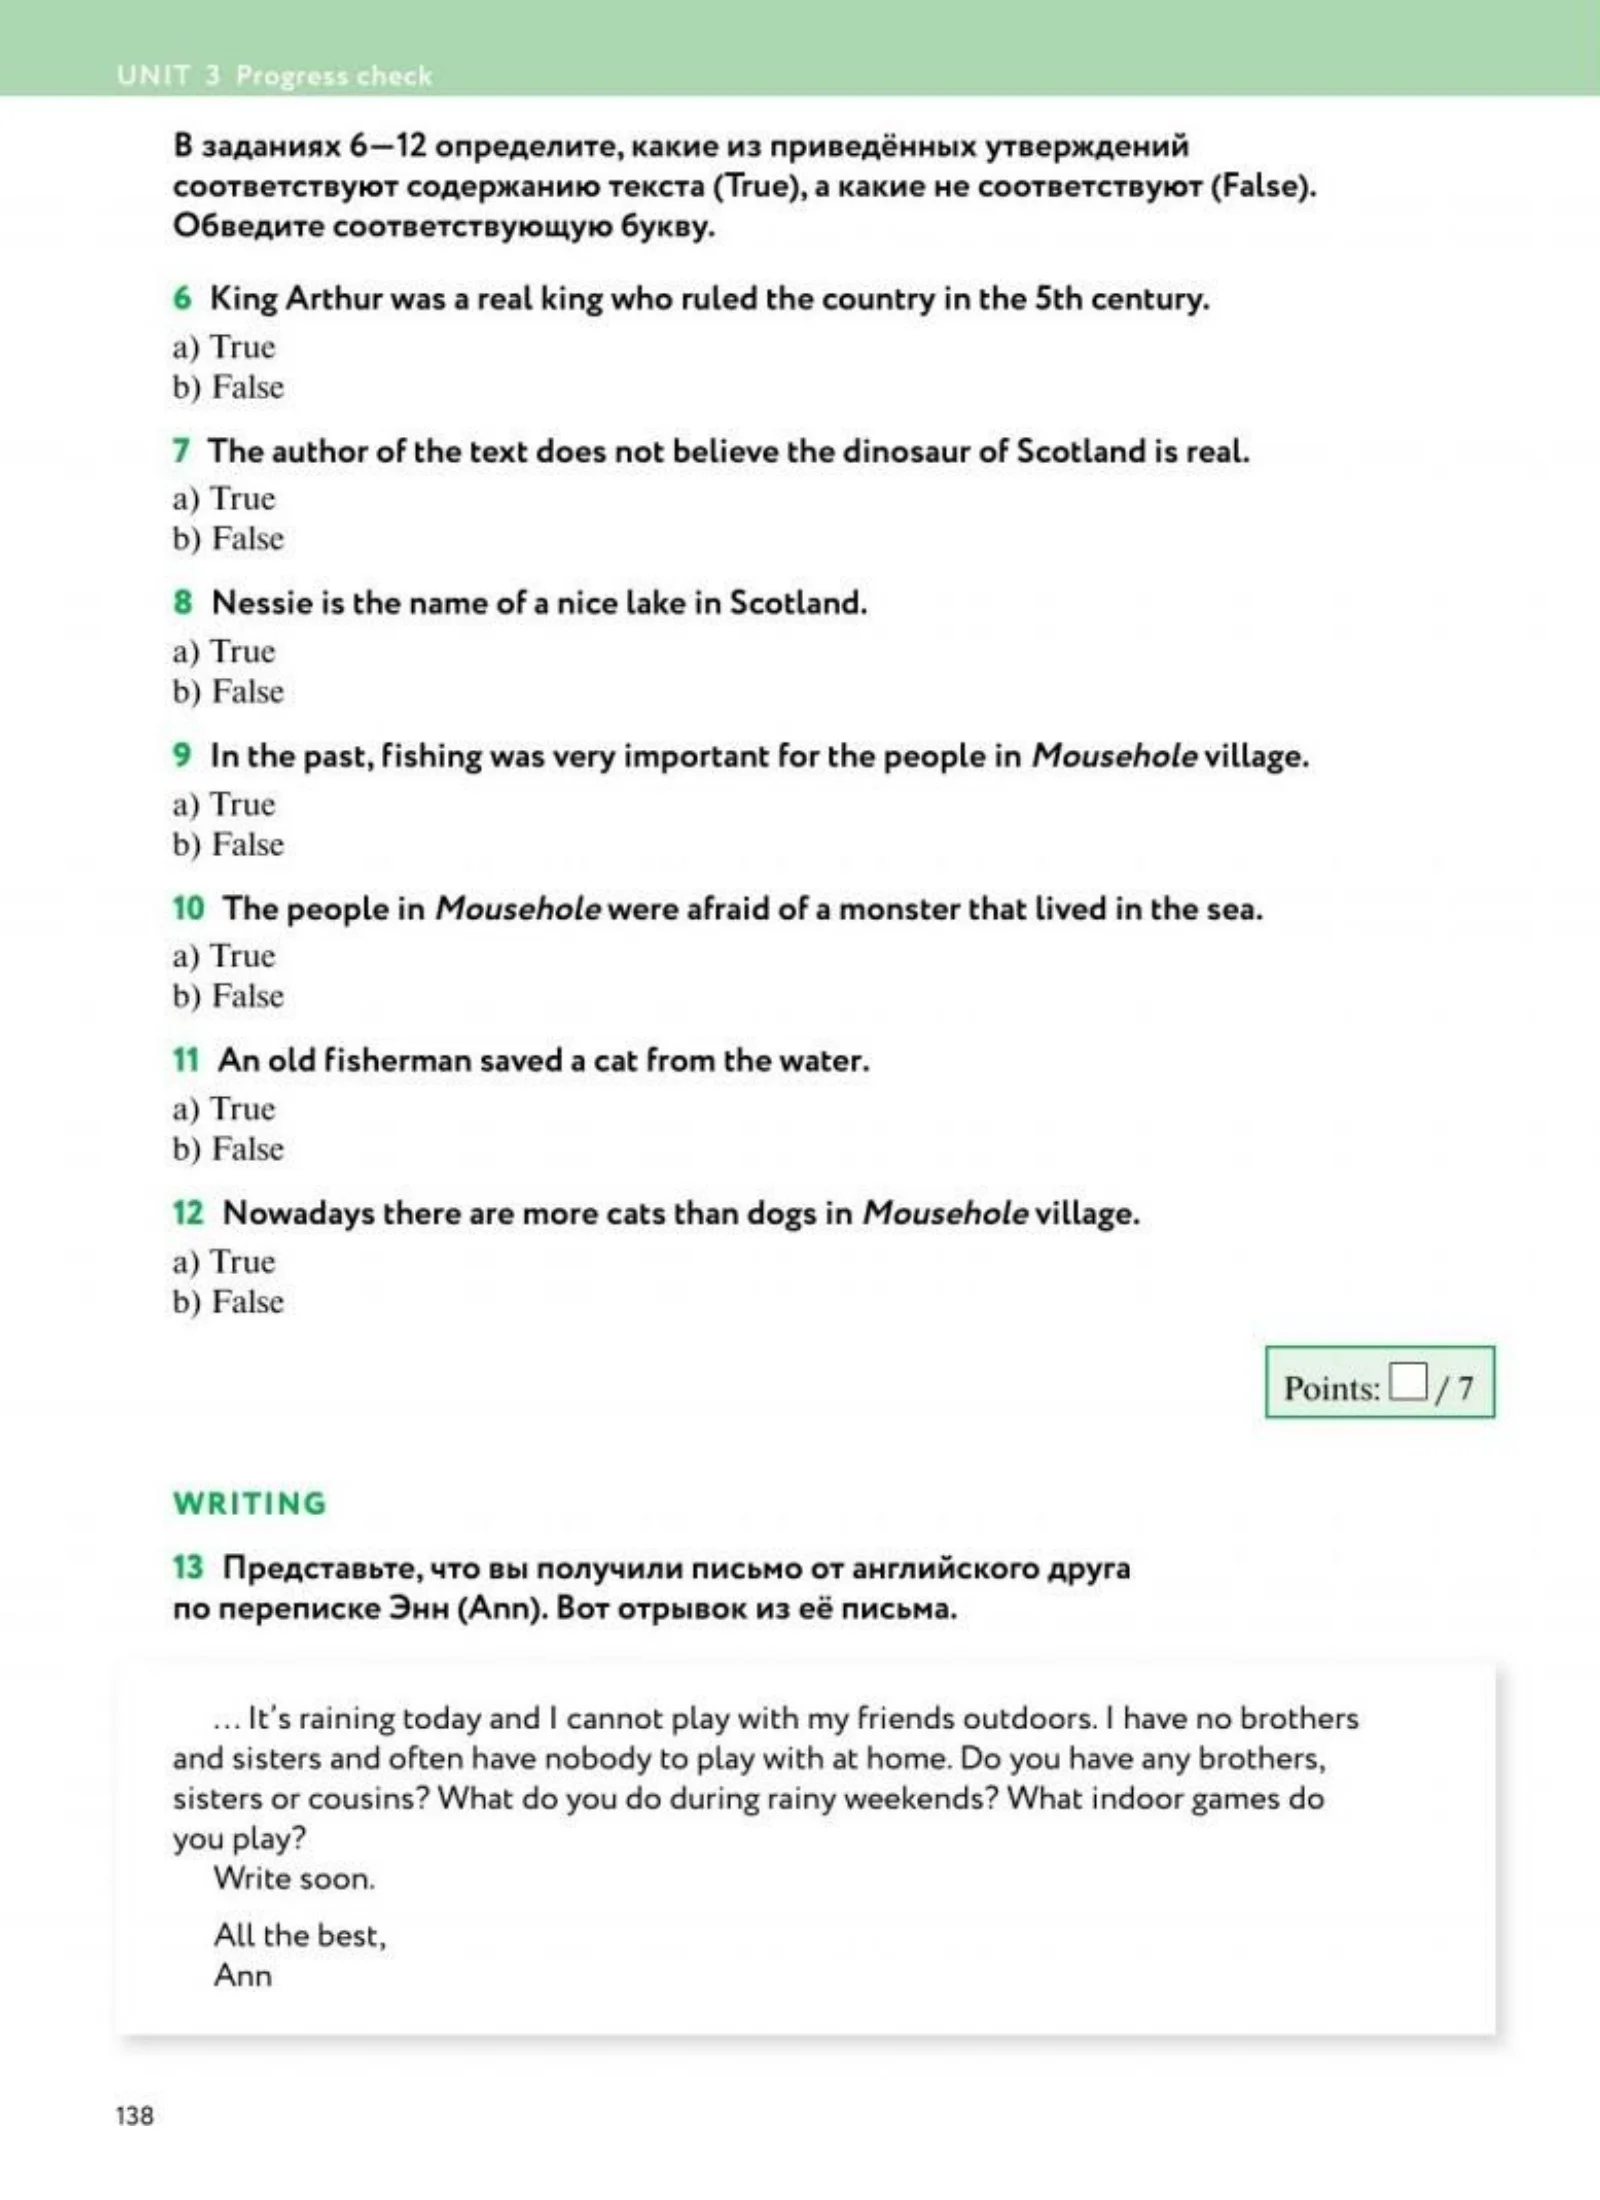 UNIT 3 Progress check
В заданиях 6—12 определите, какие из приведённых утверждений
соответствуют содержанию текста (True), а какие не соответствуют (False).
Обведите соответствующую букву.
6 King Arthur was a real king who ruled the country in the 5th century.
a) True
b) False
7 The author of the text does not believe the dinosaur of Scotland is real.
a) True
b) False
8 Nessie is the name of a nice lake in Scotland.
a) True
b) False
9 In the past, fishing was very important for the people in Mousehole village.
a) True
b) False
10 The people in Mousehole were afraid of a monster that lived in the sea.
a) True
b) False
11 An old fisherman saved a cat from the water.
a) True
b) False
12 Nowadays there are more cats than dogs in Mousehole village.
a) True
b) False
Points: / 7
WRITING
13 Представьте, что вы получили письмо от английского друга
по переписке Энн (Ann). Вот отрывок из её письма.
... It's raining today and I cannot play with my friends outdoors. I have no brothers
and sisters and often have nobody to play with at home. Do you have any brothers,
sisters or cousins? What do you do during rainy weekends? What indoor games do
you play?
Write soon.
All the best,
Ann
138